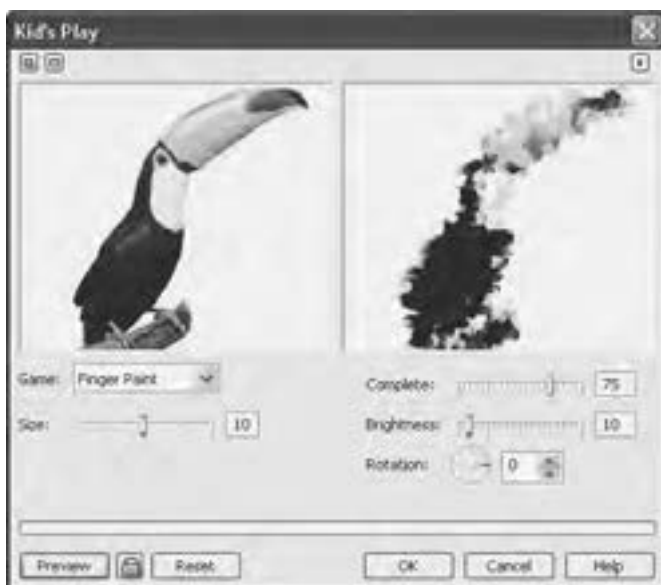 Kid's Play
Game: Finger Paint
Complete: 75
Size: 10
Brightness: 10
Rotation: 0
Preview Reset OK Cancel Help